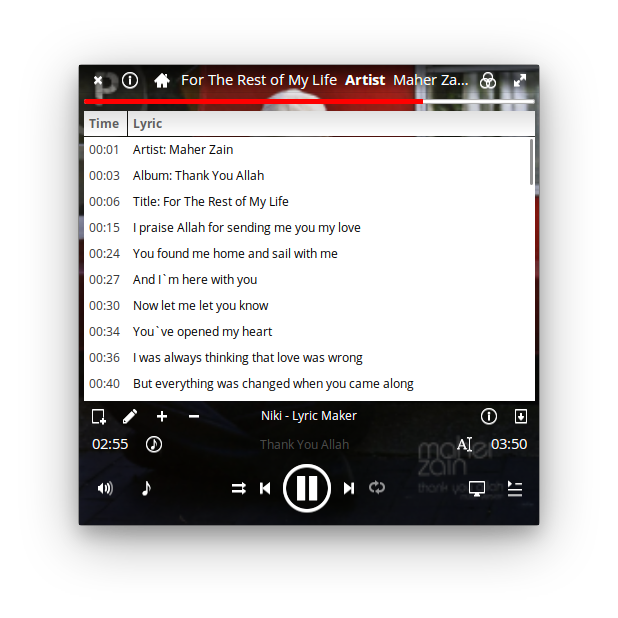 For The Rest of My Life Artist Maher Za...
Time Lyric
00:01 Artist: Maher Zain
00:03 Album: Thank You Allah
00:06 Title: For The Rest of My Life
00:15 I praise Allah for sending me you my love
00:24 You found me home and sail with me
00:27 And I`m here with you
00:30 Now let me let you know
00:34 You`ve opened my heart
00:36 I was always thinking that love was wrong
00:40 But everything was changed when you came along
Niki - Lyric Maker
02:55 Thank You Allah 03:50
maher
zain
thank you allah